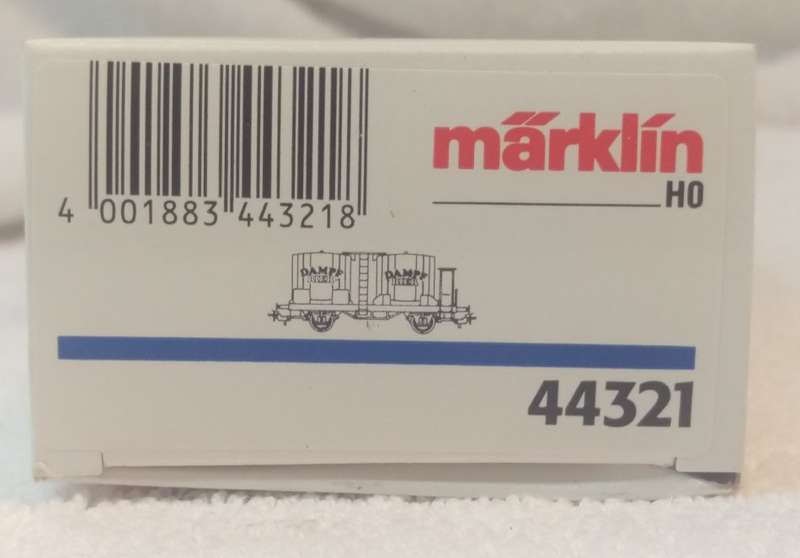 märklin
H0
4 001883 443218
DAMPF DAMPF
44321